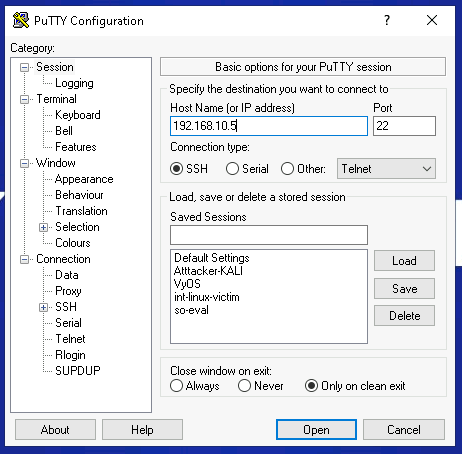 PuTTY Configuration
?
Category:
Session
Logging
Terminal
Keyboard
Bell
Features
Window
Appearance
Behaviour
Translation
Selection
Colours
Connection
Data
Proxy
SSH
Serial
Telnet
Rlogin
SUPDUP
Basic options for your PuTTY session
Specify the destination you want to connect to
Host Name (or IP address) Port
192.168.10.5 22
Connection type:
SSH Serial Other: Telnet
Load, save or delete a stored session
Saved Sessions
Default Settings
Atttacker-KALI
VyOS
int-linux-victim
so-eval
Load
Save
Delete
Close window on exit:
Always Never Only on clean exit
About Help Open Cancel